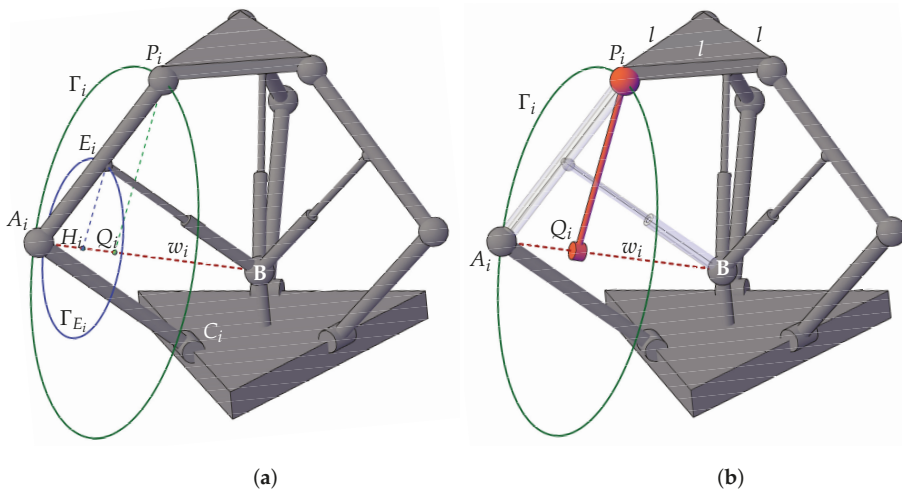 P_i
Γ_i
E_i
A_i
H_i Q_i w_i B
Γ_{E_i}
C_i
(a)
l l l
P_i
Γ_i
Q_i w_i B
A_i
(b)